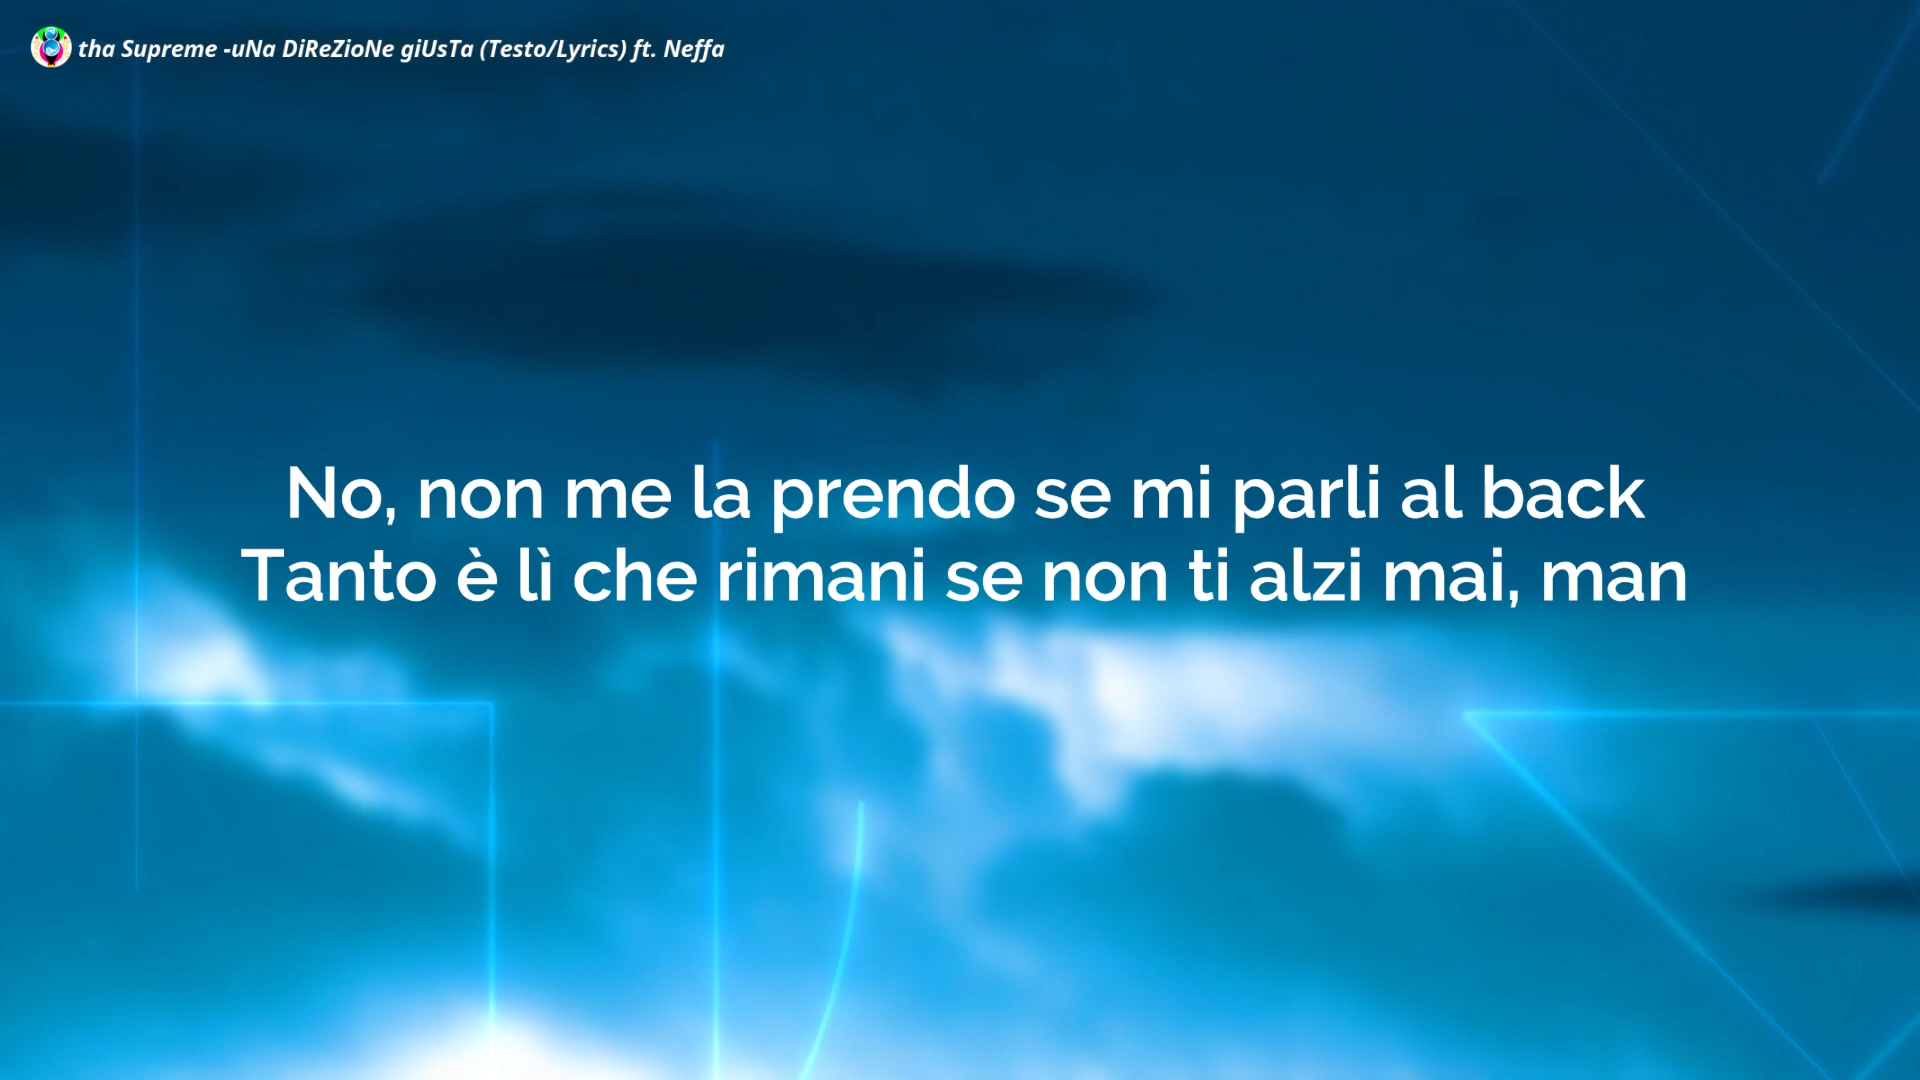 tha Supreme -uNa DiReZioNe giUsTa (Testo/Lyrics) ft. Neffa
No, non me la prendo se mi parli al back
Tanto è lì che rimani se non ti alzi mai, man